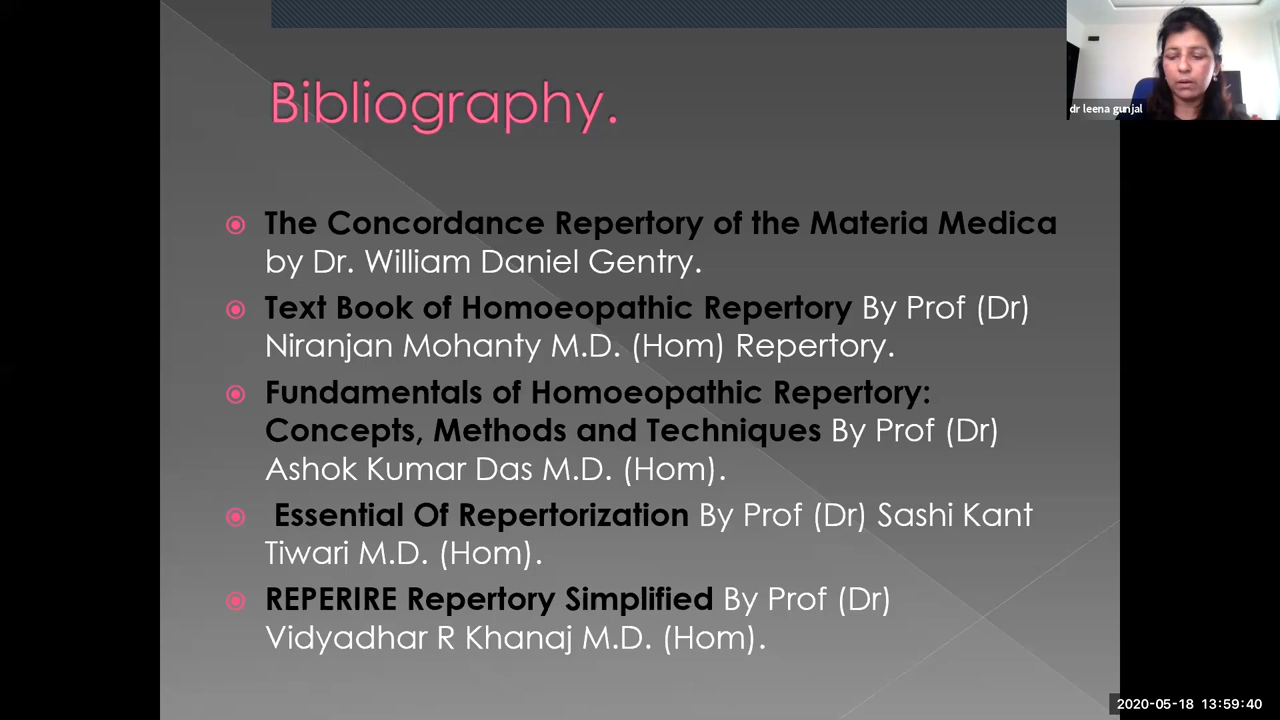 Bibliography.
dr leena gunjal
The Concordance Repertory of the Materia Medica
by Dr. William Daniel Gentry.
Text Book of Homoeopathic Repertory By Prof (Dr)
Niranjan Mohanty M.D. (Hom) Repertory.
Fundamentals of Homoeopathic Repertory:
Concepts, Methods and Techniques By Prof (Dr)
Ashok Kumar Das M.D. (Hom).
Essential Of Repertorization By Prof (Dr) Sashi Kant
Tiwari M.D. (Hom).
REPERIRE Repertory Simplified By Prof (Dr)
Vidyadhar R Khanaj M.D. (Hom).
2020-05-18 13:59:40